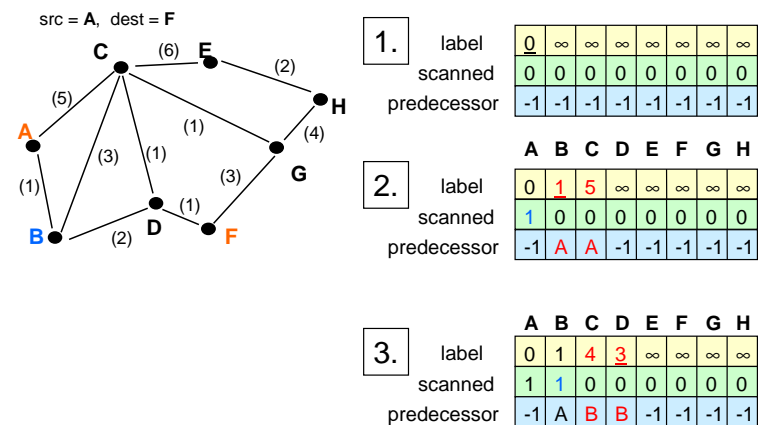 src = A, dest = F
C
(6)
E
(2)
H
(5)
(1)
(4)
A
(3)
(1)
G
(1)
(3)
B
(2)
D
(1)
F
1.
label 0 ∞ ∞ ∞ ∞ ∞ ∞ ∞
scanned 0 0 0 0 0 0 0 0
predecessor -1 -1 -1 -1 -1 -1 -1 -1
A B C D E F G H
2.
label 0 1 5 ∞ ∞ ∞ ∞ ∞
scanned 1 0 0 0 0 0 0 0
predecessor -1 A A -1 -1 -1 -1 -1
A B C D E F G H
3.
label 0 1 4 3 ∞ ∞ ∞ ∞
scanned 1 1 0 0 0 0 0 0
predecessor -1 A B B -1 -1 -1 -1